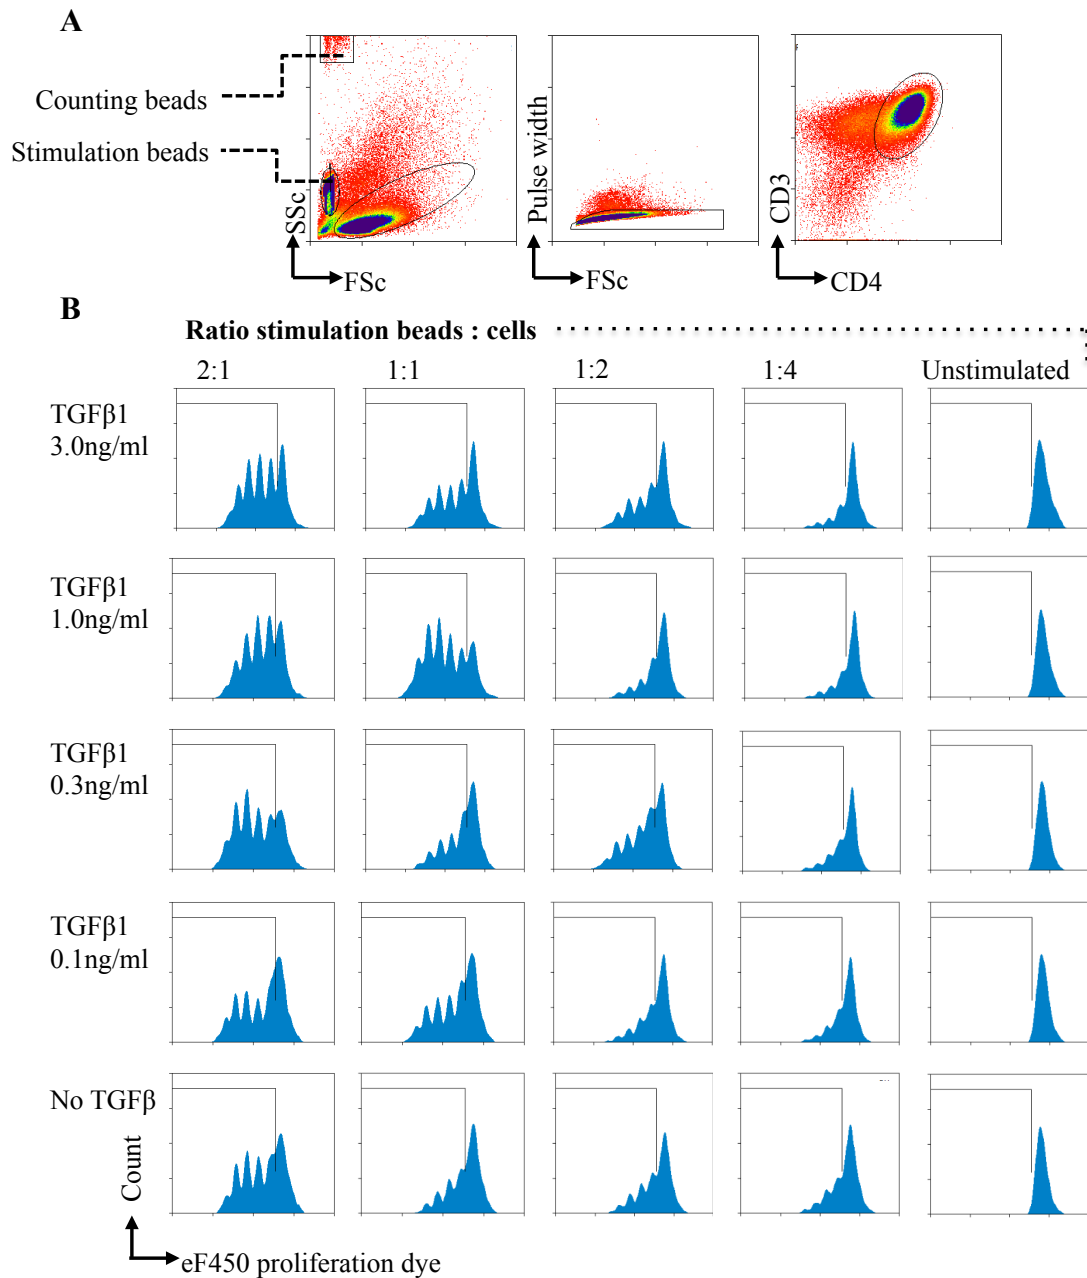 A
Counting beads
Stimulation beads
SSc
FSc
Pulse width
FSc
CD3
CD4
B
Ratio stimulation beads : cells
2:1 1:1 1:2 1:4 Unstimulated
TGFβ1
3.0ng/ml
TGFβ1
1.0ng/ml
TGFβ1
0.3ng/ml
TGFβ1
0.1ng/ml
No TGFβ
Count
eF450 proliferation dye